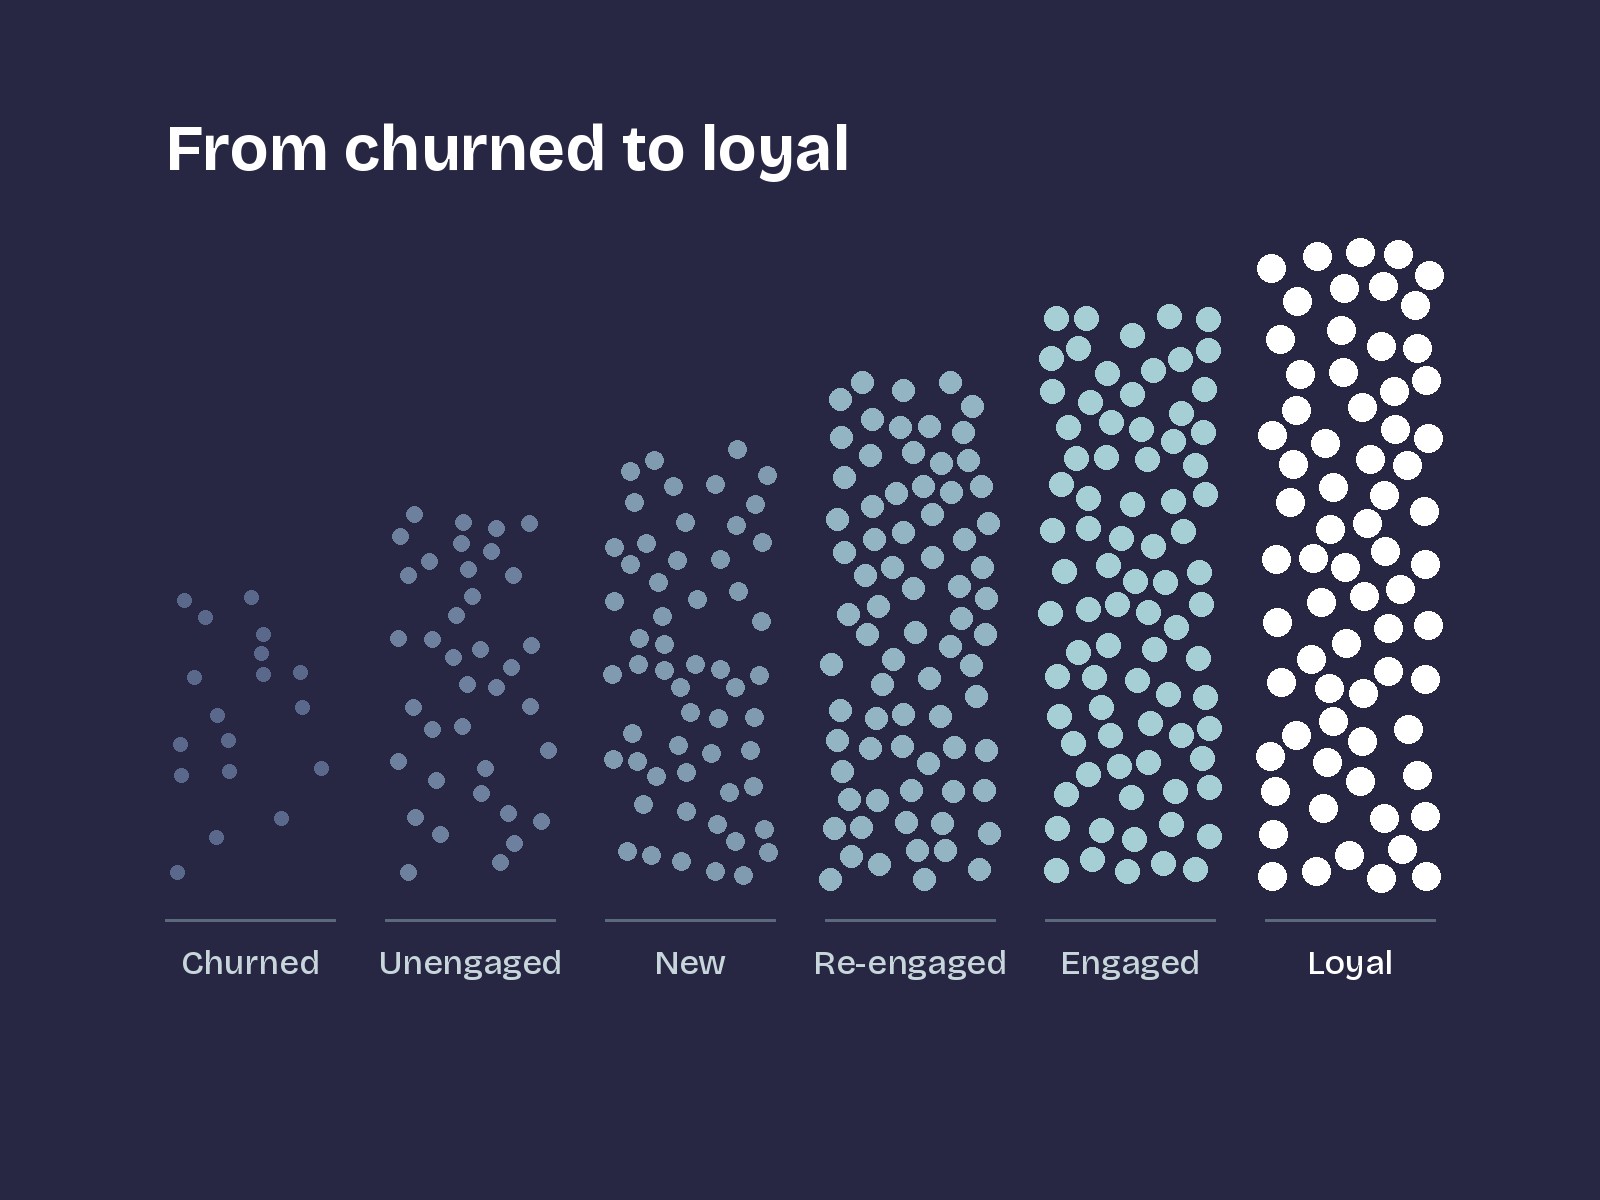 From churned to loyal
Churned
Unengaged
New
Re-engaged
Engaged
Loyal